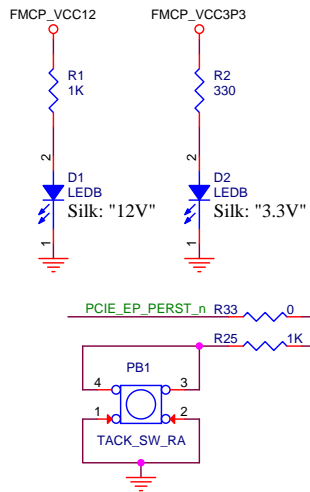 FMCP_VCC12 FMCP_VCC3P3
R1 R2
1K 330
2 2
D1 D2
LEDB LEDB
Silk: "12V" Silk: "3.3V"
1 1
PCIE_EP_PERST_n R33 0
R25 1K
PB1
4 3
1 2
TACK_SW_RA